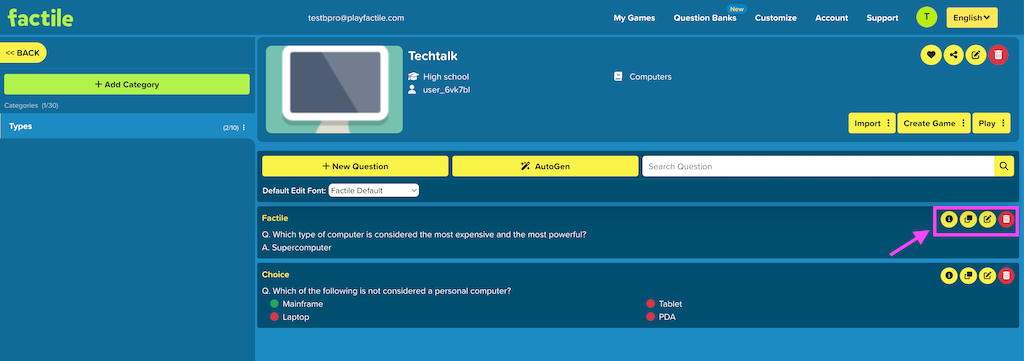 factile
testbpro@playfactile.com
My Games
Question Banks
New
Customize
Account
Support
T
English
<< BACK
+ Add Category
Categories (1/30)
Types
(2/10)
Techtalk
High school
Computers
user_6vk7bl
Import
Create Game
Play
+ New Question
AutoGen
Search Question
Default Edit Font: Factile Default
Factile
Q. Which type of computer is considered the most expensive and the most powerful?
A. Supercomputer
Choice
Q. Which of the following is not considered a personal computer?
Mainframe
Tablet
Laptop
PDA